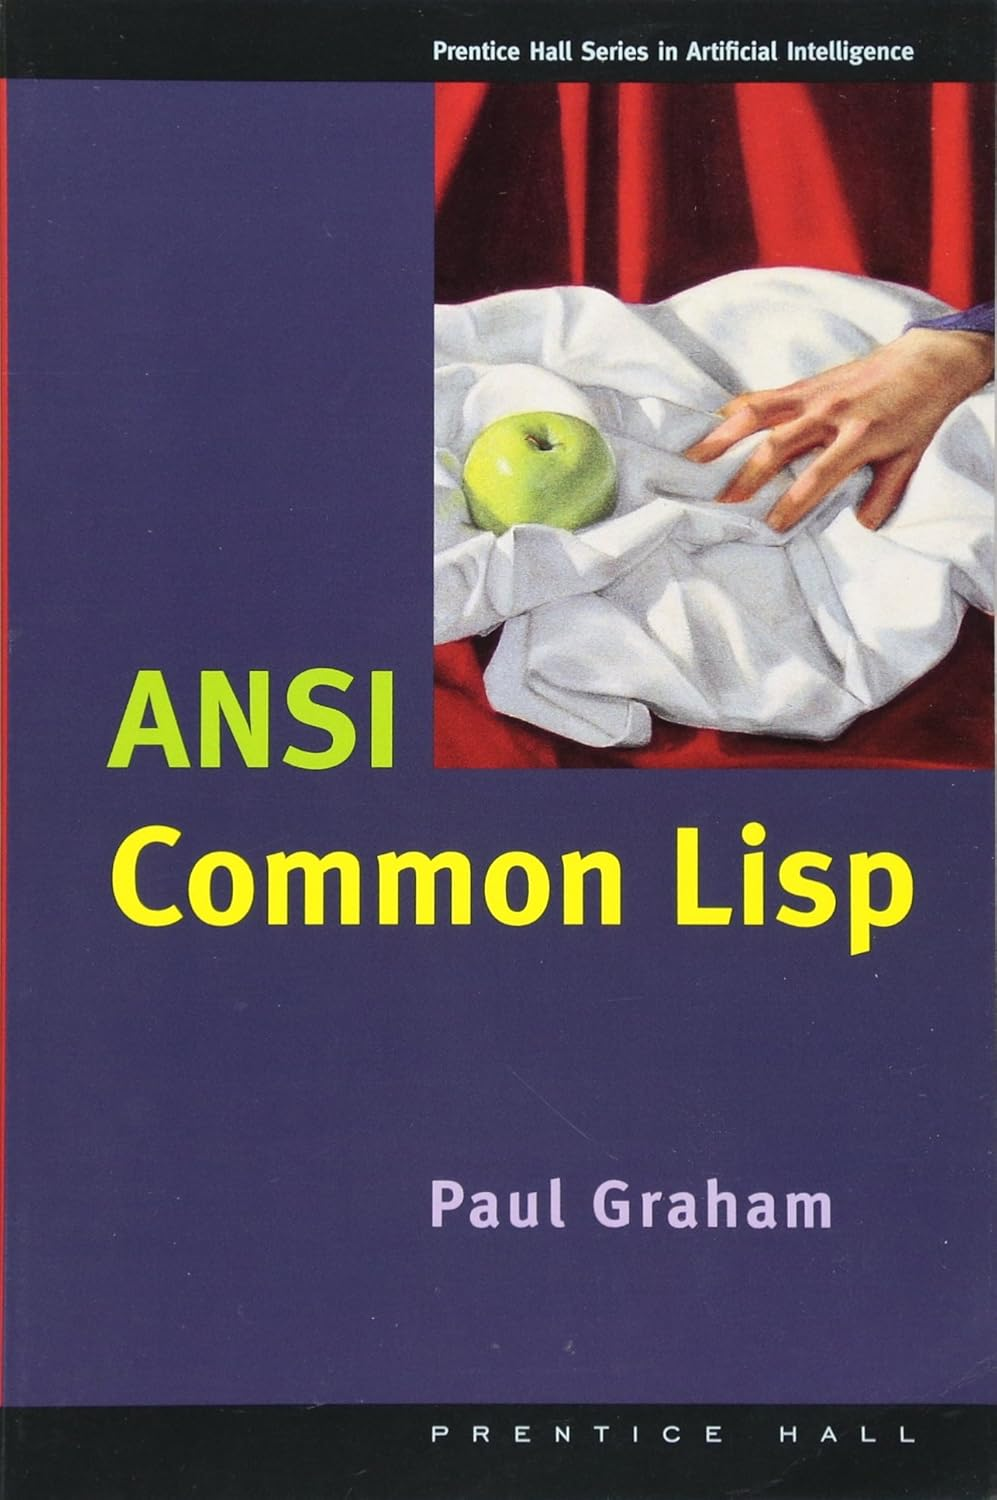 Prentice Hall Series in Artificial Intelligence
ANSI
Common Lisp
Paul Graham
PRENTICE HALL